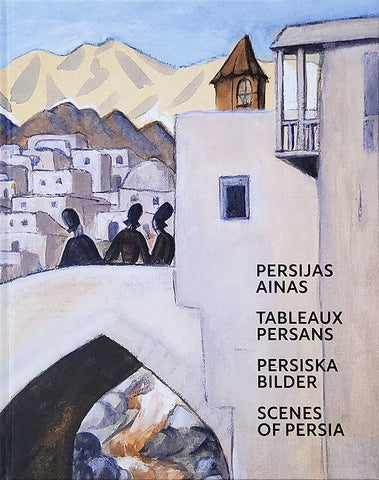 PERSIJAS
AINAS
TABLEAUX
PERSANS
PERSISKA
BILDER
SCENES
OF PERSIA